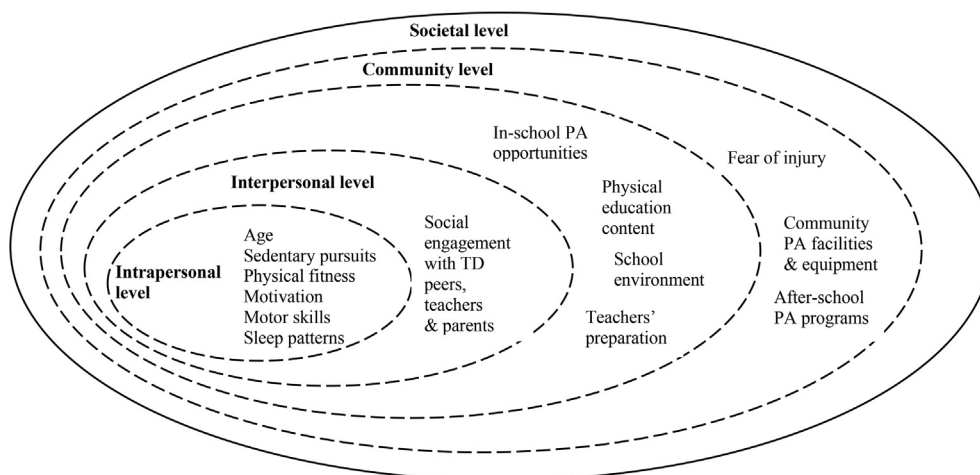 Societal level
Community level
In-school PA
opportunities
Fear of injury
Interpersonal level
Physical
education
content
Social
engagement
with TD
peers,
teachers
& parents
Community
PA facilities
& equipment
Age
Sedentary pursuits
Physical fitness
Motivation
Motor skills
Sleep patterns
Intrapersonal
level
School
environment
After-school
PA programs
Teachers’
preparation